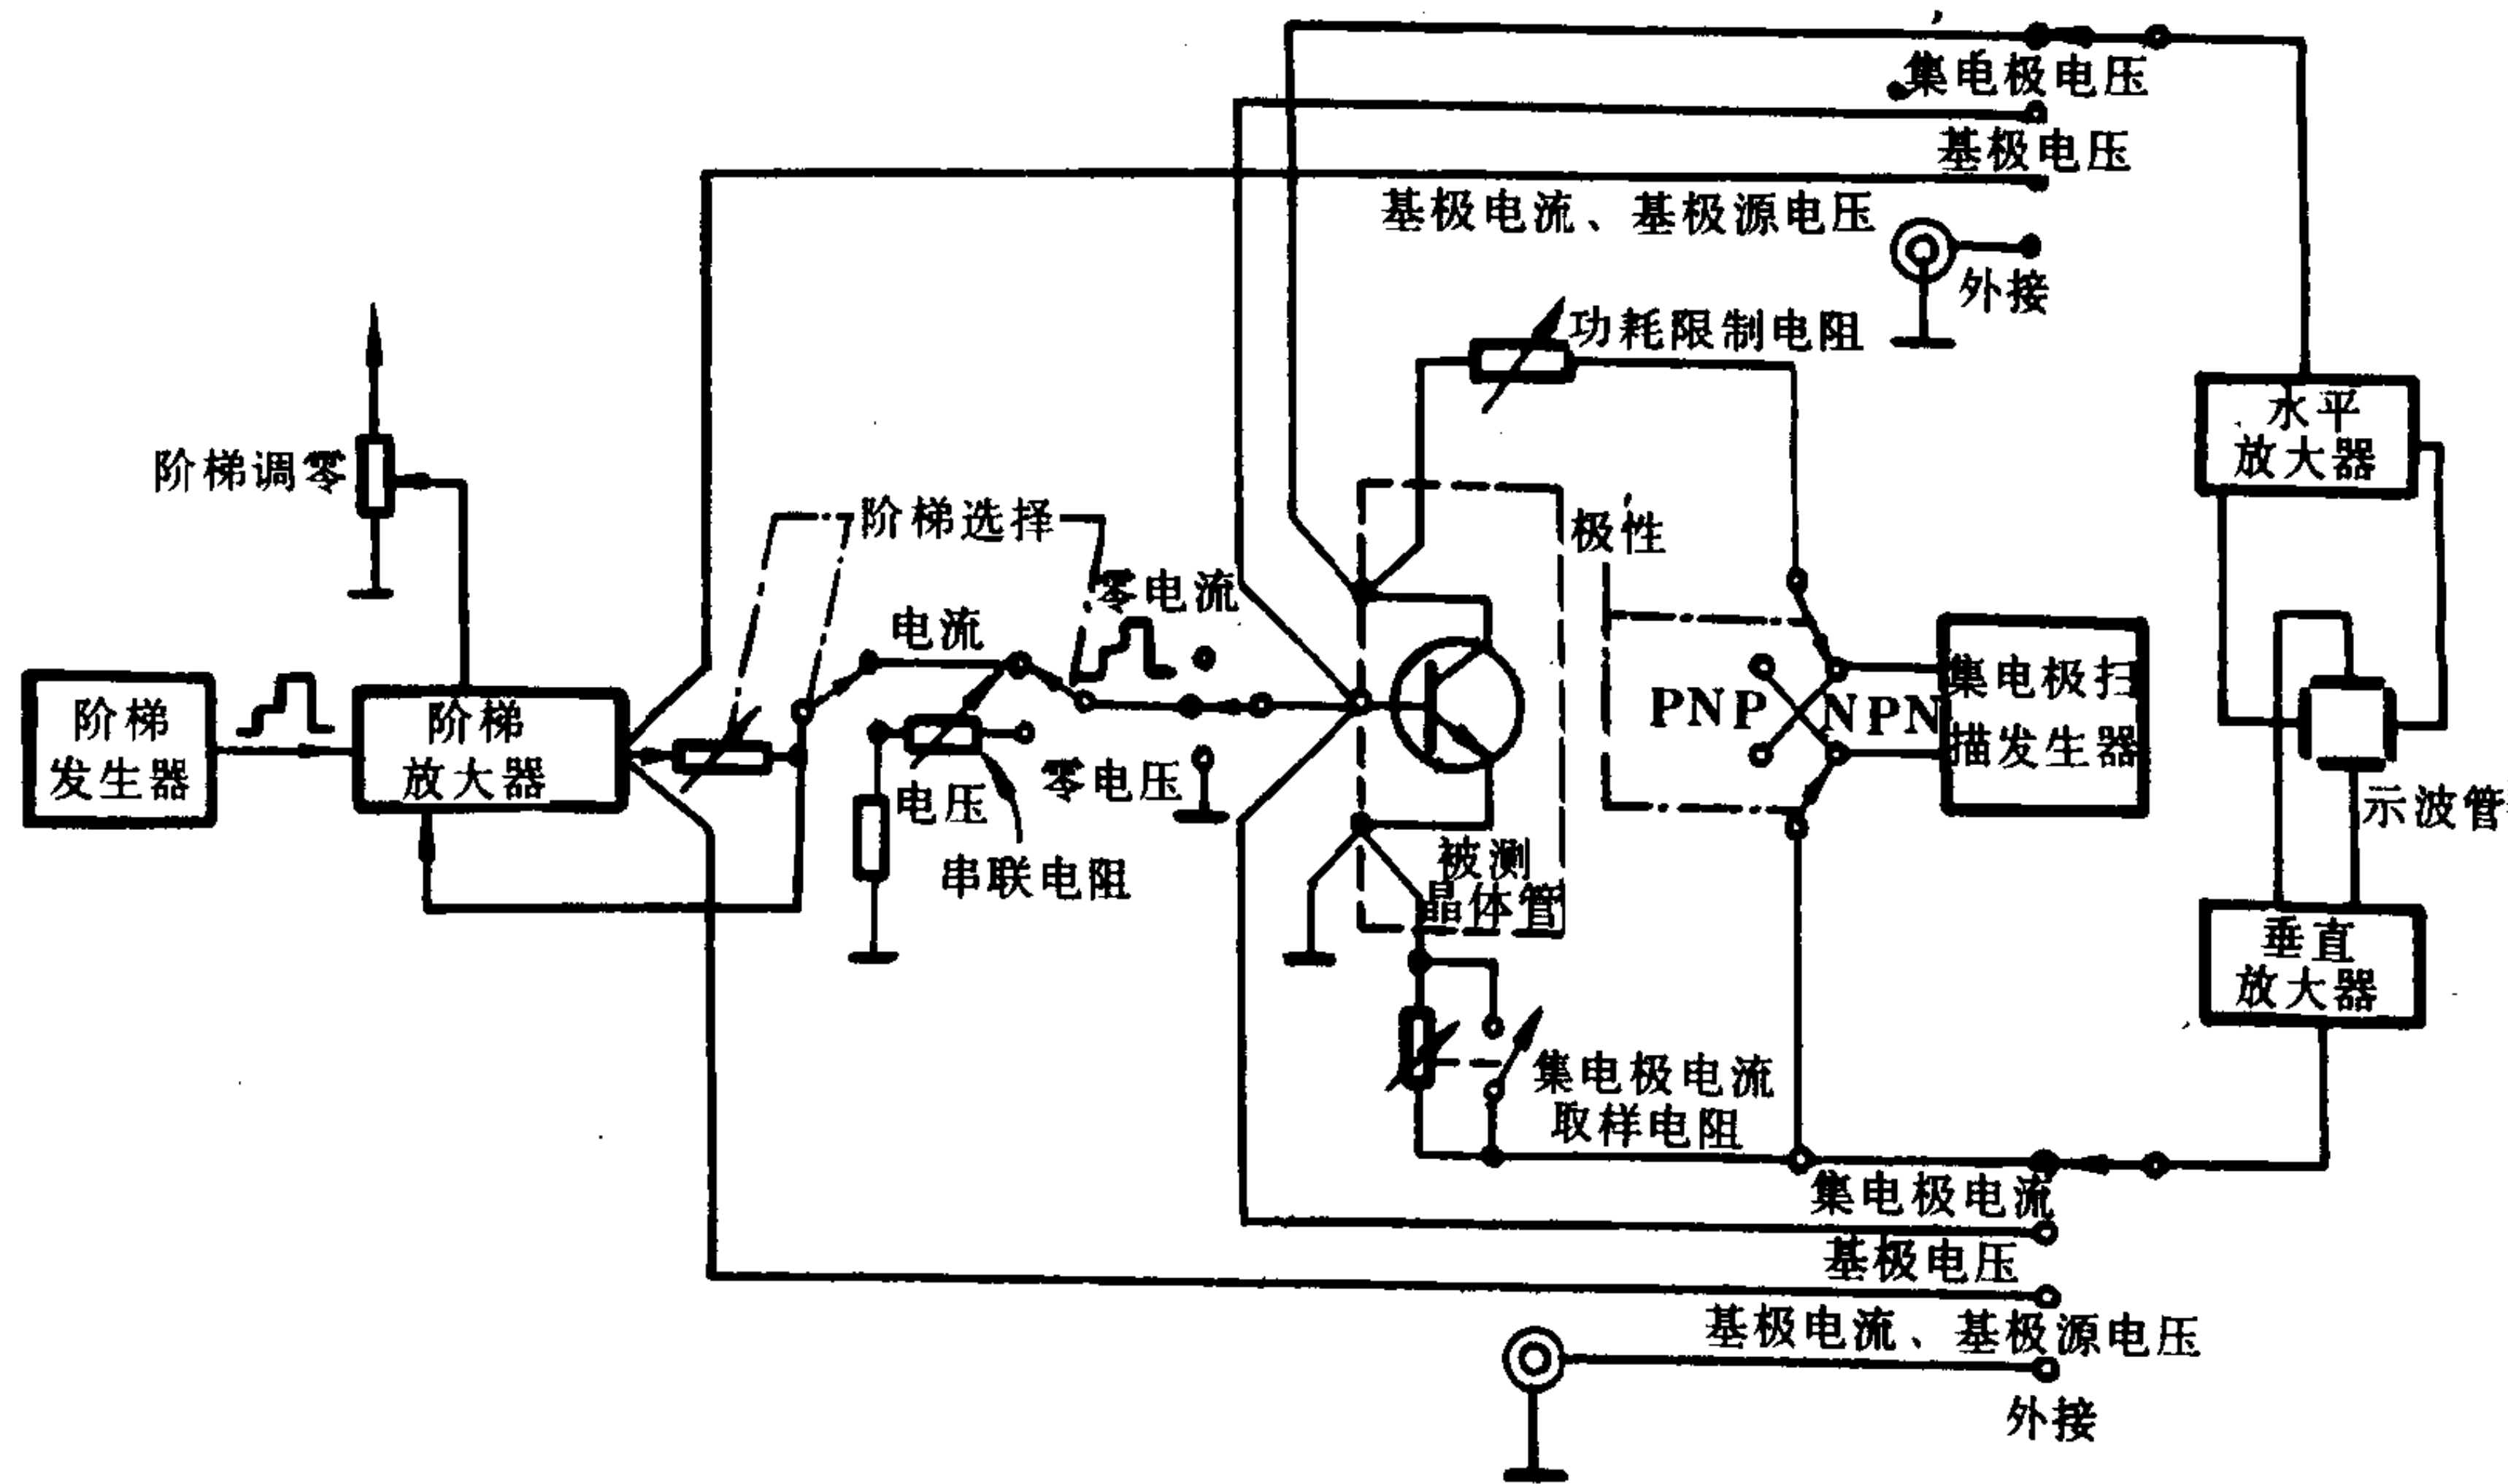 集电极电压
基极电压
基极电流、基极源电压
外接
功耗限制电阻
水平
放大器
阶梯调零
阶梯选择
极性
零电流
电流
阶梯
发生器
阶梯
放大器
PNP
NPN
集电极扫
描发生器
电压
零电压
示波管
串联电阻
被测
晶体管
垂直
放大器
集电极电流
取样电阻
集电极电流
基极电压
基极电流、基极源电压
外接